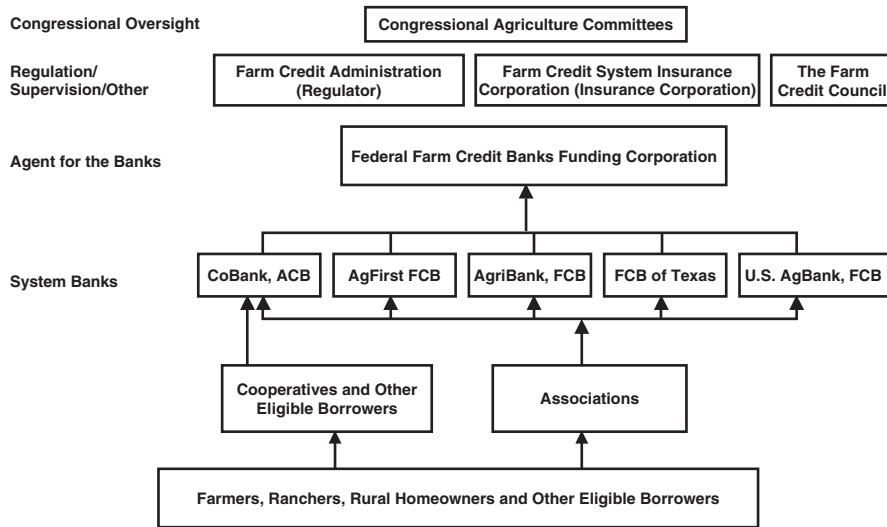 Congressional Oversight
Congressional Agriculture Committees
Regulation/
Supervision/Other
Farm Credit Administration
(Regulator)
Farm Credit System Insurance
Corporation (Insurance Corporation)
The Farm
Credit Council
Agent for the Banks
Federal Farm Credit Banks Funding Corporation
System Banks
CoBank, ACB
AgFirst FCB
AgriBank, FCB
FCB of Texas
U.S. AgBank, FCB
Cooperatives and Other
Eligible Borrowers
Associations
Farmers, Ranchers, Rural Homeowners and Other Eligible Borrowers